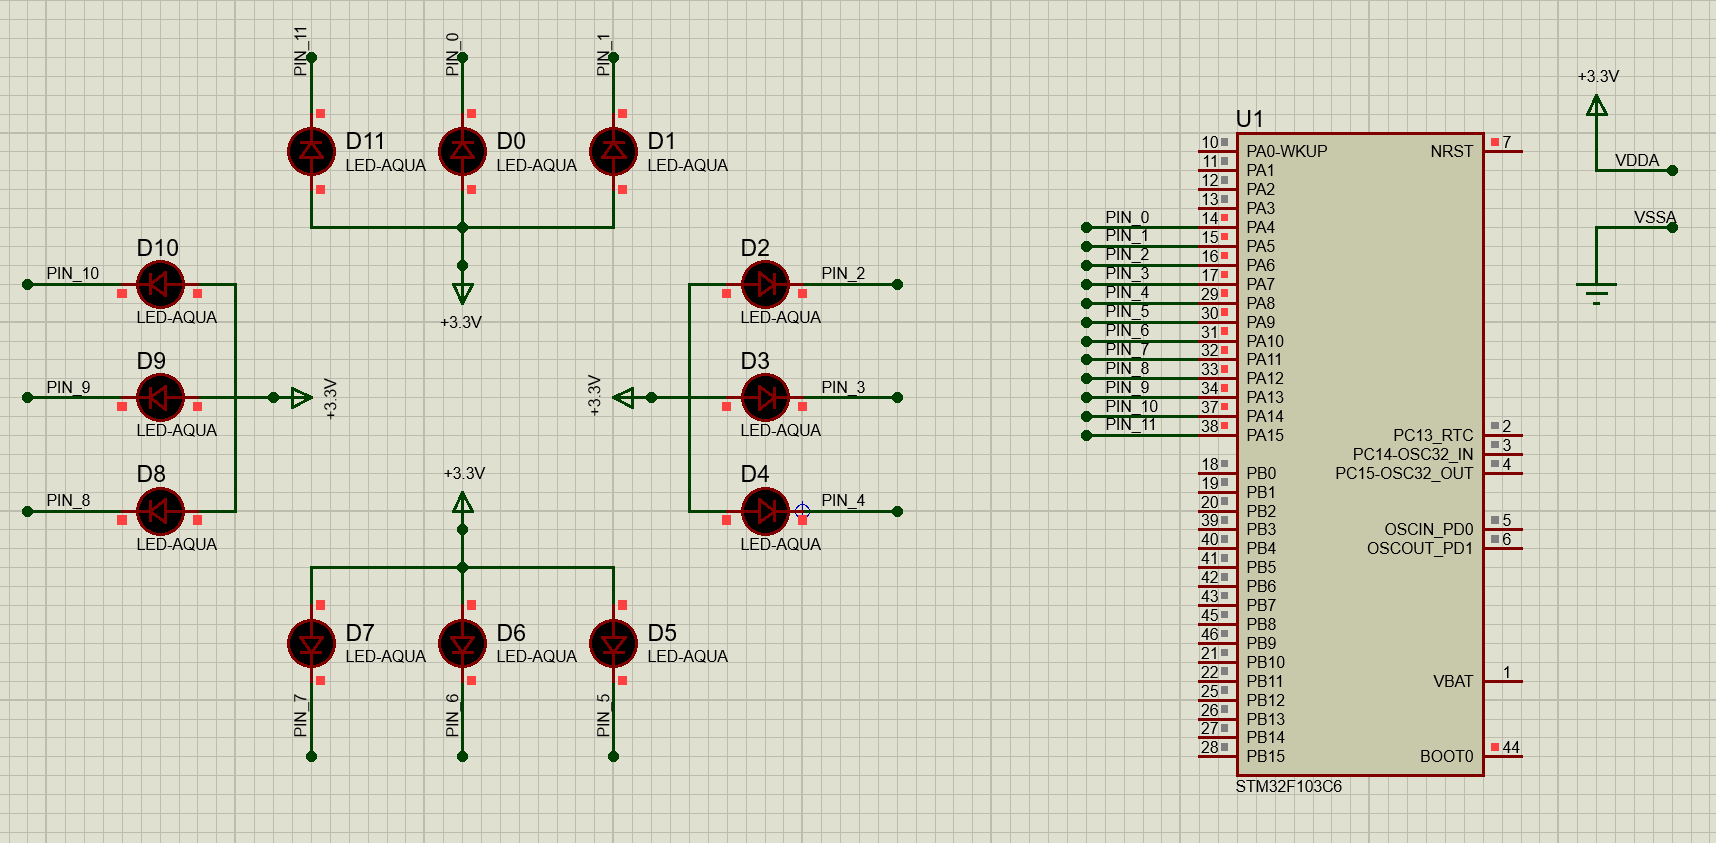 PIN_11
PIN_0
PIN_1
D11
LED-AQUA
D0
LED-AQUA
D1
LED-AQUA
+3.3V
D10
PIN_10
LED-AQUA
D9
PIN_9
LED-AQUA
D8
PIN_8
LED-AQUA
+3.3V
+3.3V
D2
PIN_2
LED-AQUA
D3
PIN_3
LED-AQUA
D4
PIN_4
LED-AQUA
+3.3V
D7
LED-AQUA
D6
LED-AQUA
D5
LED-AQUA
PIN_7
PIN_6
PIN_5
U1
10 PA0-WKUP
11 PA1
12 PA2
13 PA3
PIN_0 14 PA4
PIN_1 15 PA5
PIN_2 16 PA6
PIN_3 17 PA7
PIN_4 29 PA8
PIN_5 30 PA9
PIN_6 31 PA10
PIN_7 32 PA11
PIN_8 33 PA12
PIN_9 34 PA13
PIN_10 37 PA14
PIN_11 38 PA15
18 PB0
19 PB1
20 PB2
39 PB3
40 PB4
41 PB5
42 PB6
43 PB7
45 PB8
46 PB9
21 PB10
22 PB11
25 PB12
26 PB13
27 PB14
28 PB15
NRST 7
PC13_RTC 2
PC14-OSC32_IN 3
PC15-OSC32_OUT 4
OSCIN_PD0 5
OSCOUT_PD1 6
VBAT 1
BOOT0 44
STM32F103C6
+3.3V
VDDA
VSSA